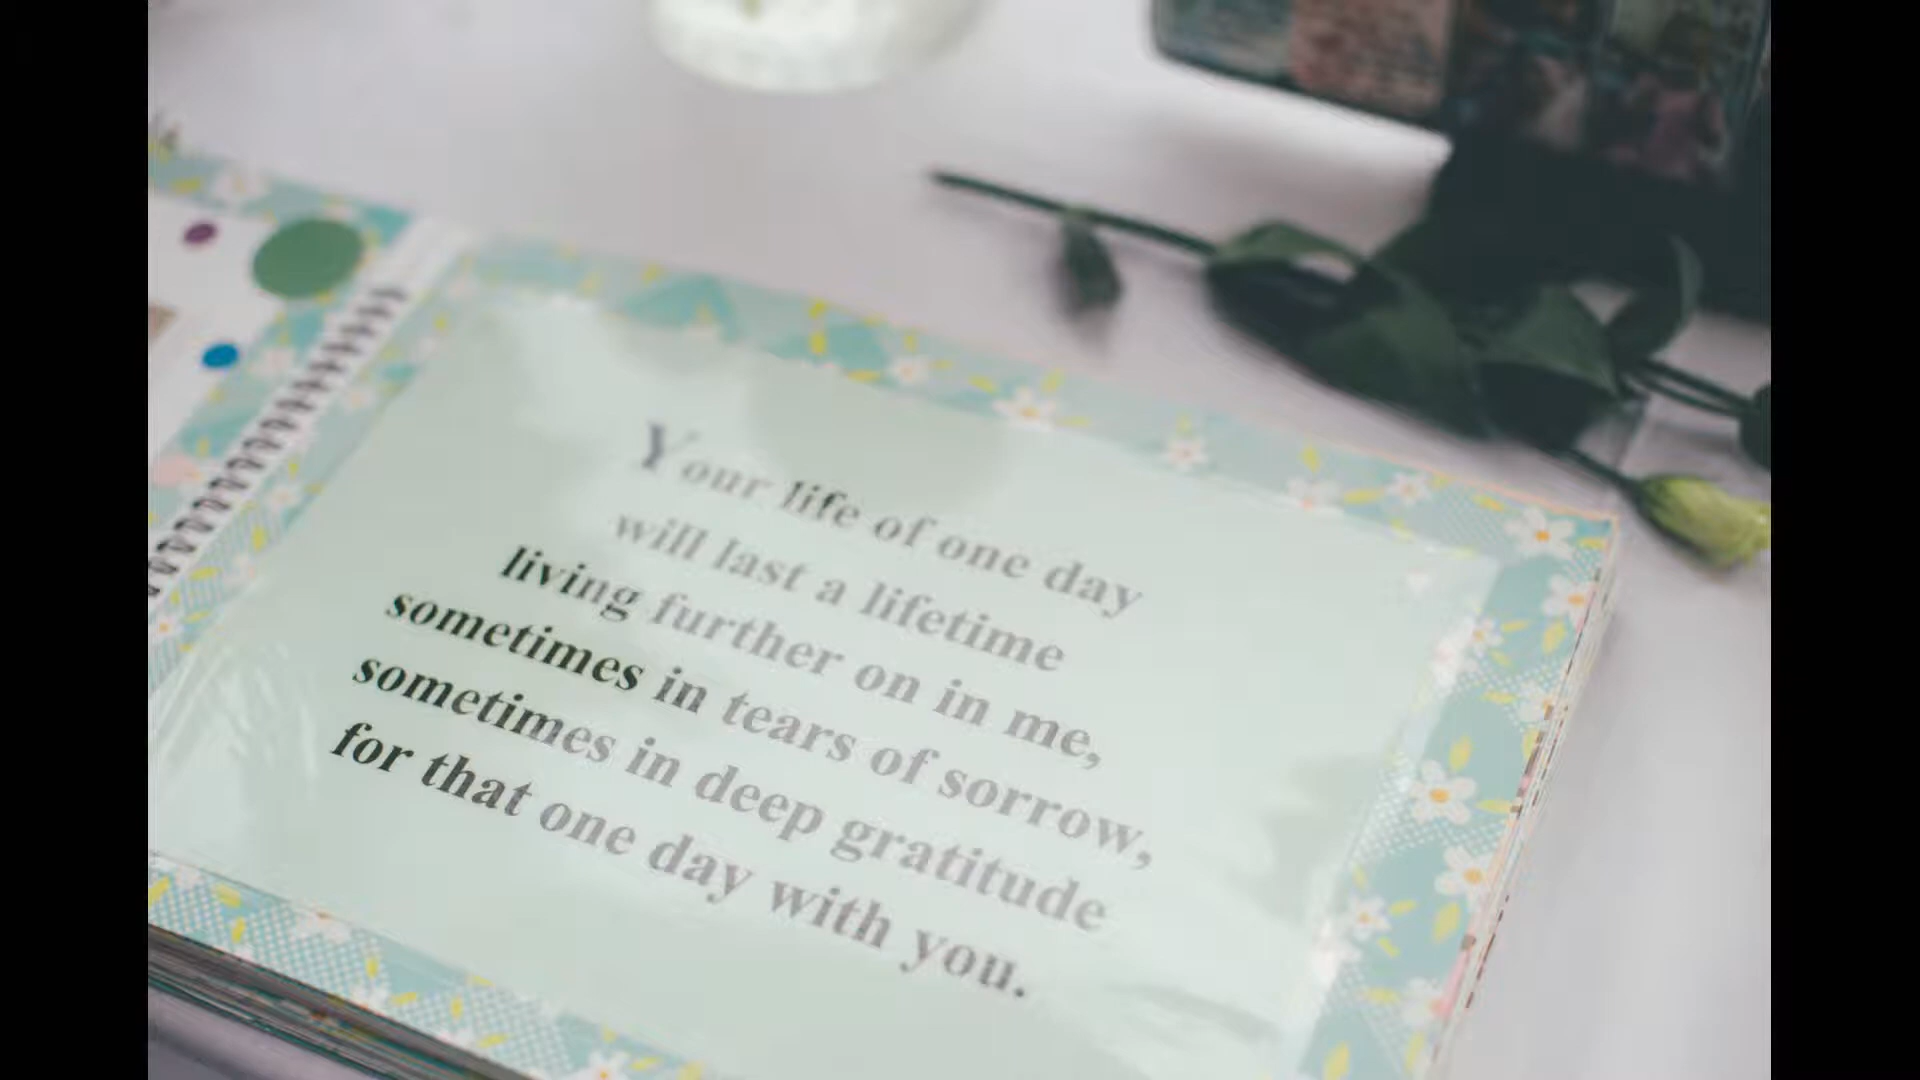 Your life of one day
will last a lifetime
living further on in me,
sometimes in tears of sorrow,
sometimes in deep gratitude
for that one day with you.